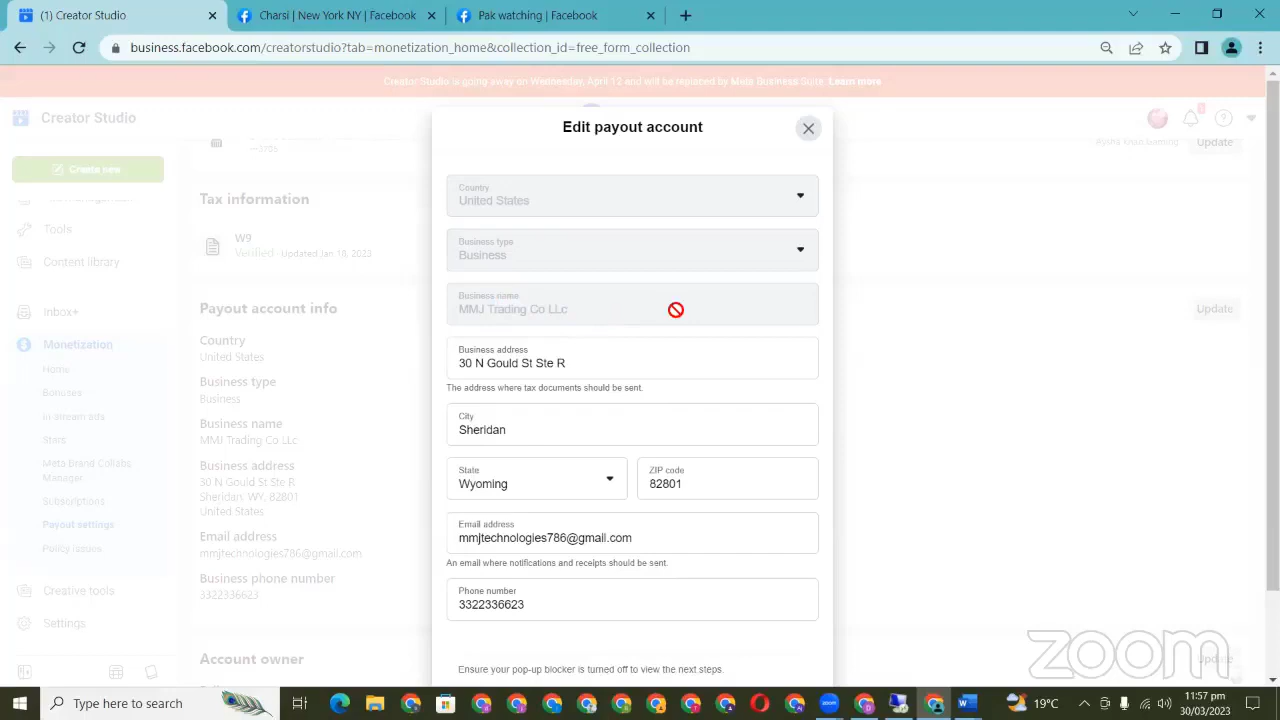 Park York NY | Facebook
Facebook
business.facebook.com/creatorstudio?tab=monetization_home&collection_id=free_form_collection
Creator Studio is going away on Wednesday, April 12 and will be replaced by Meta Business Suite. Learn more
Creator Studio
Edit payout account
Update
Create new
Tax information
Country
United States
W9
Verified Updated Jan 18, 2023
Tools
Content library
Business type
Business
Inbox+
Payout account info
Business name
MMJ Trading Co LLc
Update
Monetization
Country
United States
Business address
30 N Gould St Ste R
The address where tax documents should be sent.
Home
Bonuses
In-stream ads
Stars
Meta Brand Collabs
Manager
Subscriptions
Payout settings
Policy issues
Business type
Business
Business name
MMJ Trading Co LLc
Business address
30 N Gould St Ste R
Sheridan, WY, 82801
United States
Email address
mmjtechnologies786@gmail.com
Business phone number
3322336623
City
Sheridan
State
Wyoming
ZIP code
82801
Email address
mmjtechnologies786@gmail.com
An email where notifications and receipts should be sent.
Phone number
3322336623
Creative tools
Settings
Account owner
Update
Ensure your pop-up blocker is turned off to view the next steps.
zoom
Type here to search
zoom
19°C
11:57 pm
30/03/2023